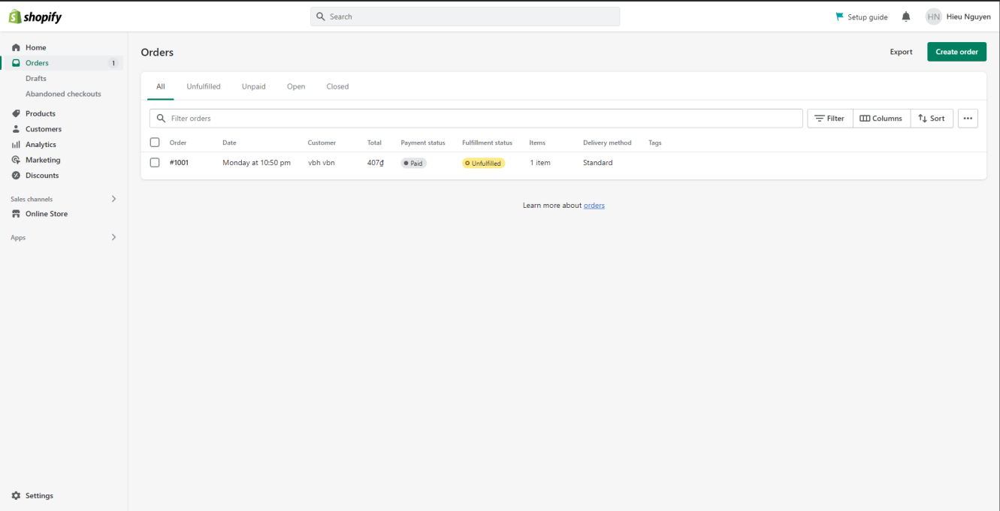 shopify
Search
Setup guide
HN
Hieu Nguyen
Home
Orders
1
Drafts
Abandoned checkouts
Products
Customers
Analytics
Marketing
Discounts
Sales channels
Online Store
Apps
Settings
Orders
Export
Create order
All Unfulfilled Unpaid Open Closed
Filter orders
Filter
Columns
Sort
Order Date Customer Total Payment status Fulfillment status Items Delivery method Tags
#1001 Monday at 10:50 pm vbh vbn 407₫ Paid Unfulfilled 1 item Standard
Learn more about orders